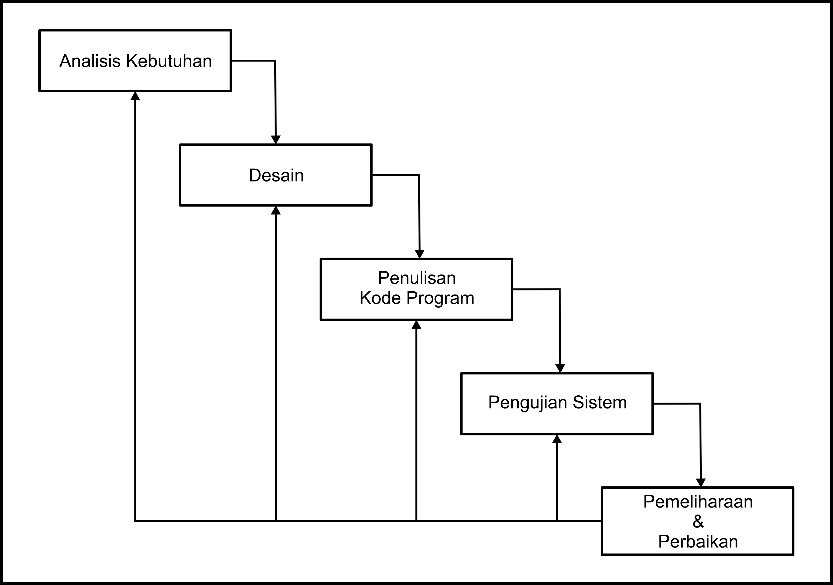 Analisis Kebutuhan
Desain
Penulisan
Kode Program
Pengujian Sistem
Pemeliharaan
&
Perbaikan